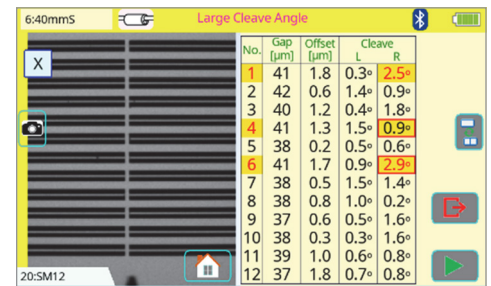 6:40mmS
Large Cleave Angle
X
No. Gap [μm] Offset [μm] Cleave L R
1 41 1.8 0.3° 2.5°
2 42 0.6 1.4° 0.9°
3 40 1.2 0.4° 1.8°
4 41 1.3 1.5° 0.9°
5 38 0.2 0.5° 0.6°
6 41 1.7 0.9° 2.9°
7 38 0.5 1.5° 1.4°
8 38 0.8 1.0° 0.2°
9 37 0.6 0.5° 1.6°
10 38 0.3 0.3° 1.6°
11 39 1.0 0.6° 0.8°
12 37 1.8 0.7° 0.8°
20:SM12